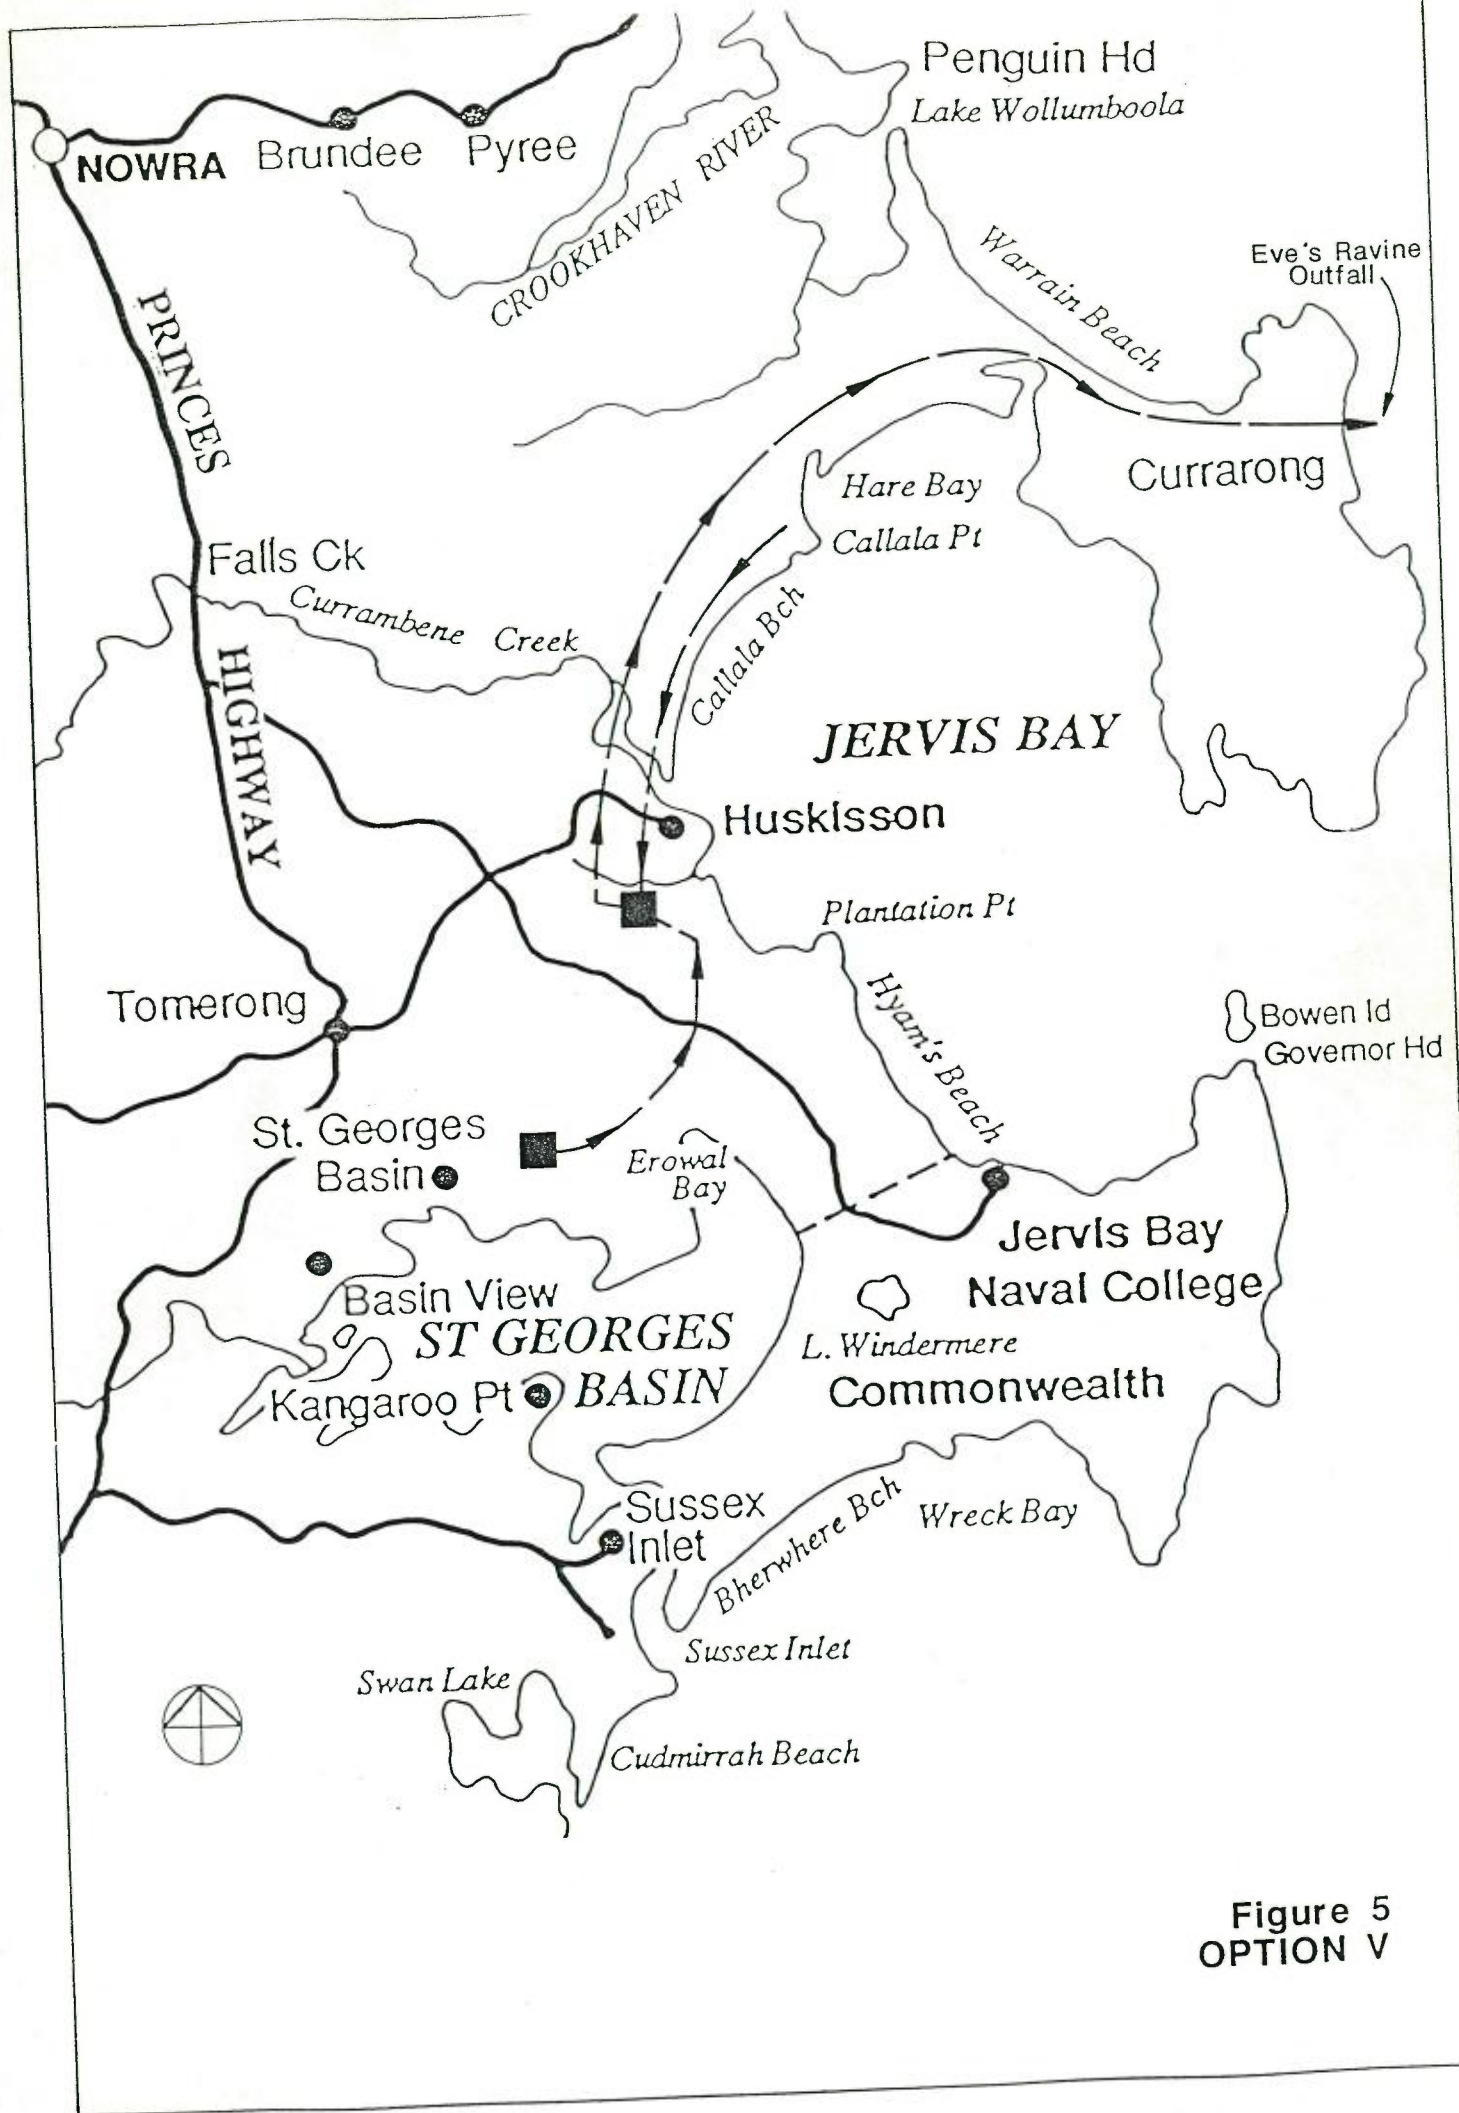 Penguin Hd
Lake Wollumboola
NOWRA
Brundee
Pyree
CROOKHAVEN RIVER
Warrain Beach
Eve's Ravine
Outfall
PRINCES
HIGHWAY
Currarong
Hare Bay
Callala Pt
Falls Ck
Currambene Creek
Callala Bch
JERVIS BAY
Huskisson
Plantation Pt
Tomerong
Hyam's Beach
Bowen Id
Governor Hd
St. Georges
Basin
Erowal
Bay
Jervis Bay
Naval College
Basin View
ST GEORGES
BASIN
L. Windermere
Kangaroo Pt
Commonwealth
Sussex
Inlet
Bherwhere Bch
Wreck Bay
Sussex Inlet
Swan Lake
Cudmirrah Beach
Figure 5
OPTION V